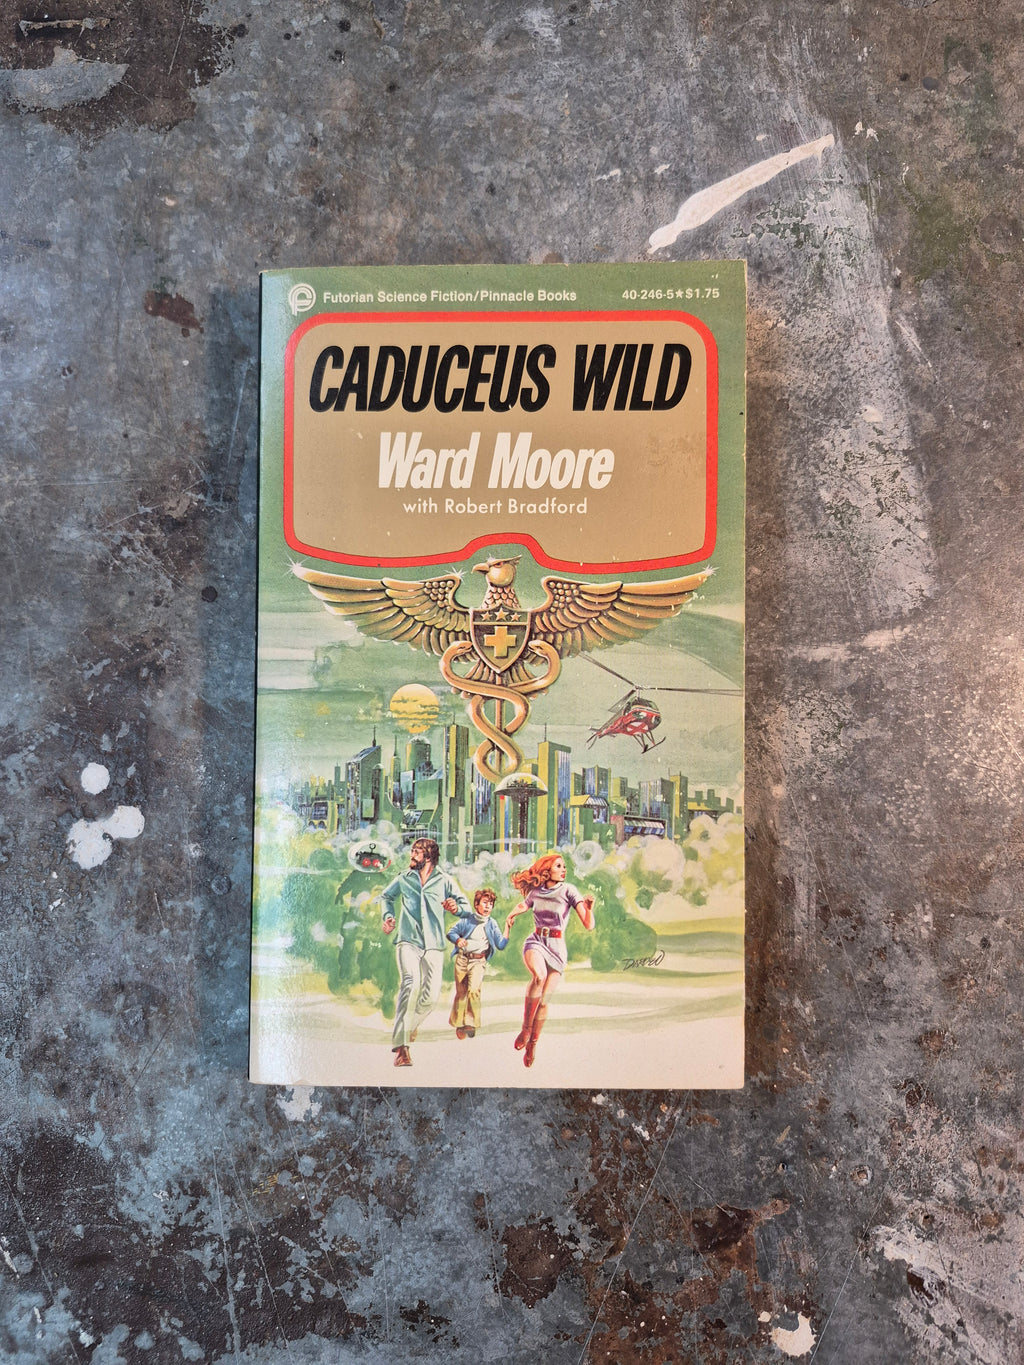 Futorian Science Fiction/Pinnacle Books 40-246-5★$1.75
CADUCEUS WILD
Ward Moore
with Robert Bradford